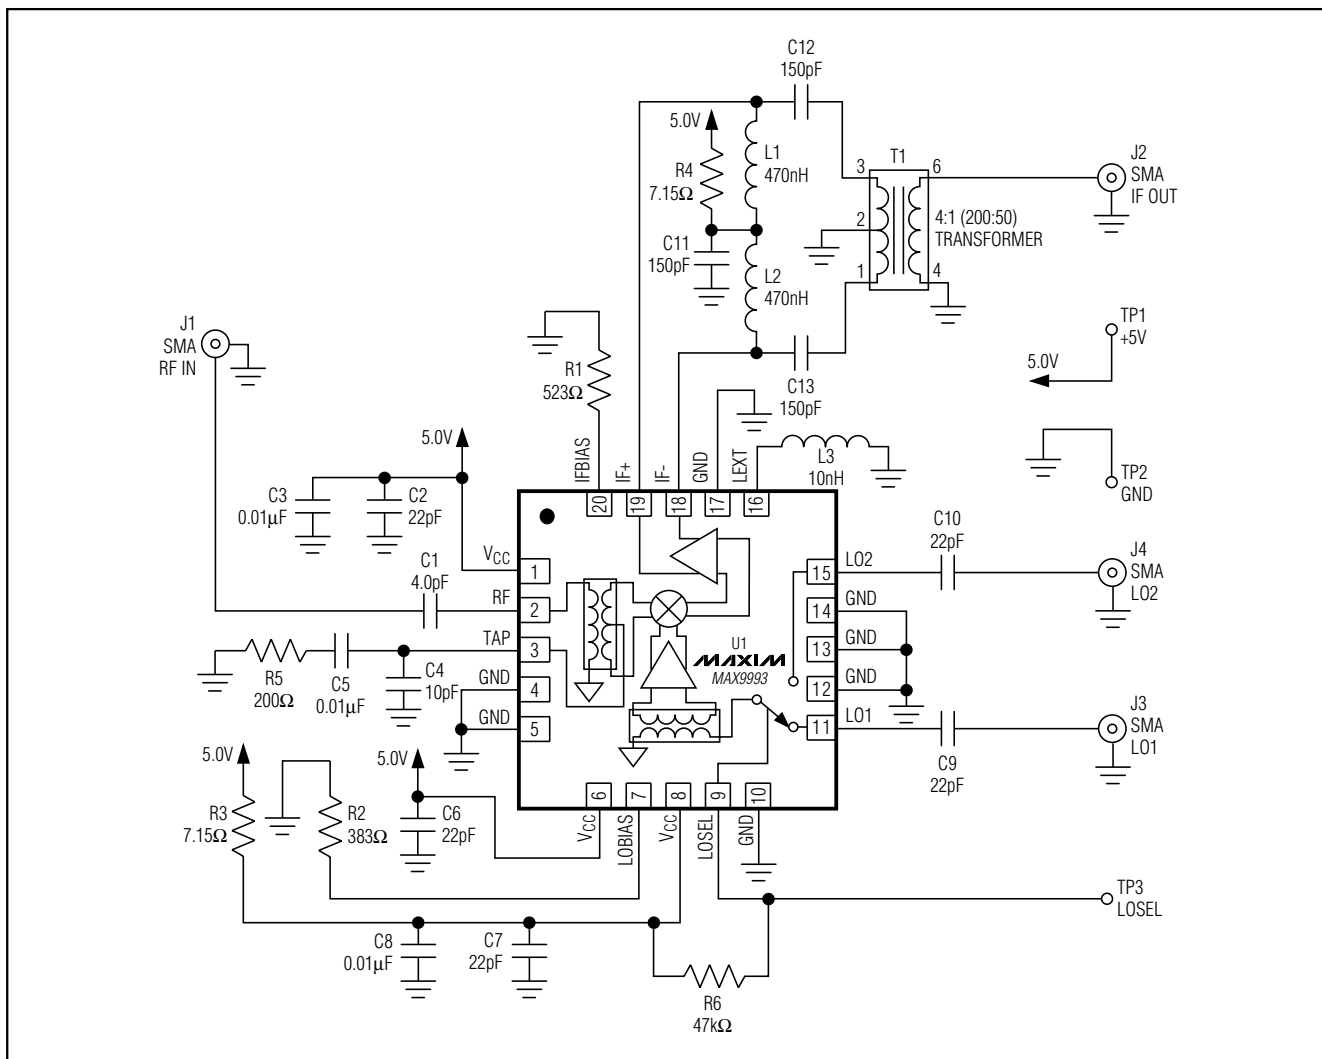 C12
150pF
5.0V
R4
7.15Ω
L1
470nH
C11
150pF
L2
470nH
C13
150pF
T1
3
6
2
1
4
4:1 (200:50)
TRANSFORMER
J2
SMA
IF OUT
J1
SMA
RF IN
R1
523Ω
TP1
+5V
5.0V
TP2
GND
5.0V
C3
0.01µF
C2
22pF
IFBIAS
IF+
IF-
GND
LEXT
L3
10nH
20
19
18
17
16
VCC
1
C1
4.0pF
RF
2
TAP
3
R5
200Ω
C5
0.01µF
C4
10pF
GND
4
GND
5
U1
MAXIM
MAX9993
15
LO2
C10
22pF
J4
SMA
LO2
14
GND
13
GND
12
GND
11
LO1
C9
22pF
J3
SMA
LO1
5.0V
R3
7.15Ω
R2
383Ω
5.0V
C6
22pF
6
7
8
9
10
VCC
LOBIAS
VCC
LOSEL
GND
C8
0.01µF
C7
22pF
R6
47kΩ
TP3
LOSEL